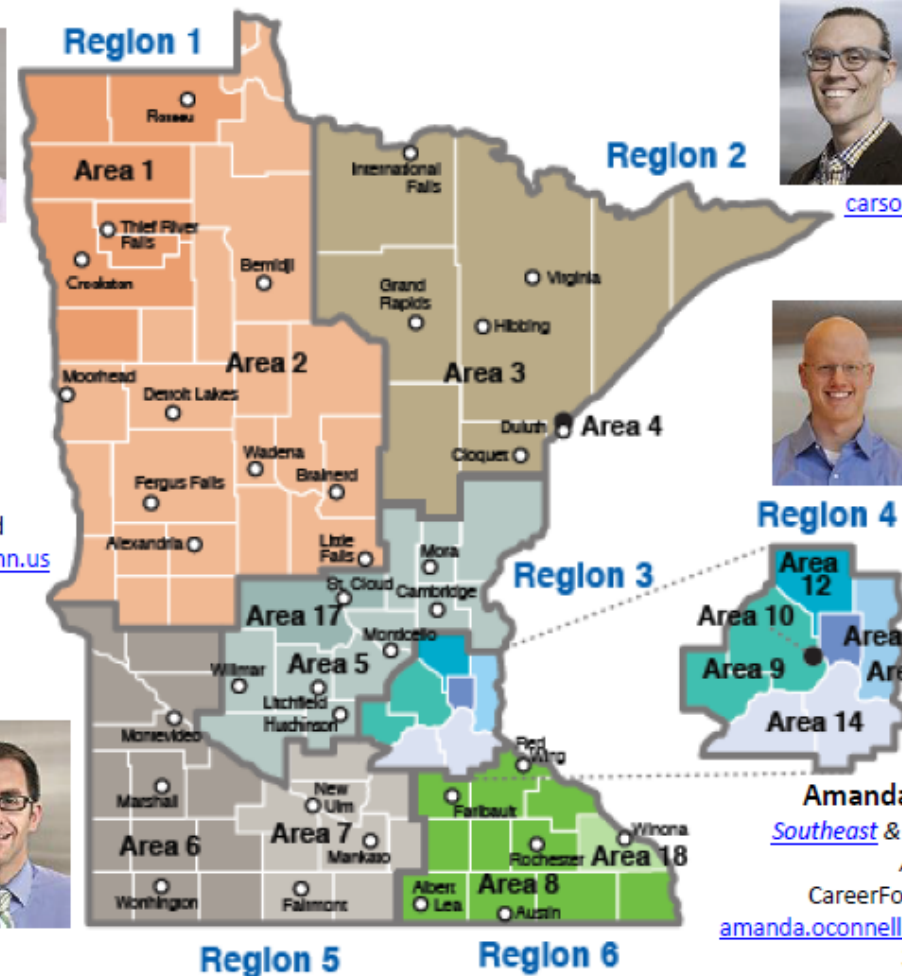 Region 1
Roseau
Area 1
International
Falls
Region 2
carso
Thief River
Falls
Crookston
Bemidji
Grand
Rapids
Virginia
Hibbing
Area 2
Area 3
Moorhead
Detroit Lakes
Duluth
Area 4
Cloquet
Wadena
Brainerd
Fergus Falls
Region 4
d
nn.us
Alexandria
Little
Falls
Mora
Region 3
St. Cloud
Cambridge
Area 17
Monticello
Area
12
Area 10
Area
Willmar
Area 5
Area 9
Are
Litchfield
Hutchinson
Area 14
Montevideo
Red
Wing
Marshall
New
Ulm
Faribault
Amanda
Winona
Southeast &
Area 6
Area 7
Mankato
Rochester
Area 18
A
Worthington
Fairmont
Albert
Lea
Area 8
Austin
CareerFo
amanda.oconnell
Region 5
Region 6